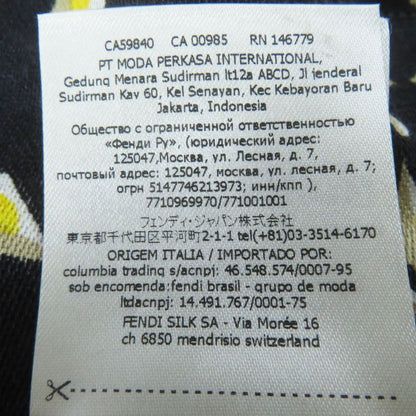 CA59840 CA 00985 RN 146779
PT MODA PERKASA INTERNATIONAL,
Gedung Menara Sudirman lt12a ABCD, Jl jenderal
Sudirman Kav 60, Kel Senayan, Kec Kebayoran Baru
Jakarta, Indonesia
Общество с ограниченной ответственностью
«Фенди Ру», (юридический адрес:
125047,Москва, ул. Лесная, д. 7,
почтовый адрес: 125047, москва, ул. лесная, д. 7;
огрн 5147746213973; инн/кпп ),
7710969970/771001001
フェンディ・ジャパン株式会社
東京都千代田区平河町2-1-1 tel(+81)03-3514-6170
ORIGEM ITALIA / IMPORTADO POR:
columbia trading s/acnpj: 46.548.574/0007-95
sob encomenda:fendi brasil - grupo de moda
ltdacnpj: 14.491.767/0001-75
FENDI SILK SA - Via Morée 16
ch 6850 mendrisio switzerland